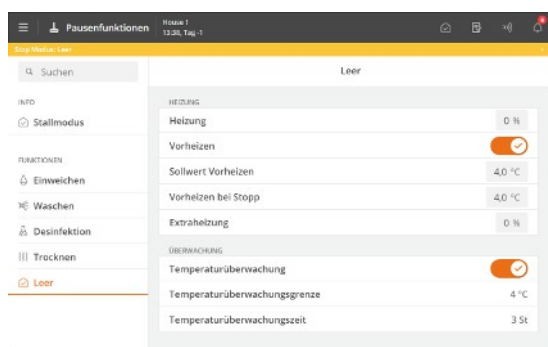 Pausenfunktionen
House 1
13:38, Tag -1
Stop Modus: Leer
Suchen
Leer
INFO
Stallmodus
FUNKTIONEN
Einweichen
Waschen
Desinfektion
Trocknen
Leer
HEIZUNG
Heizung 0 %
Vorheizen
Sollwert Vorheizen 4,0 °C
Vorheizen bei Stopp 4,0 °C
Extraheizung 0 %
ÜBERWACHUNG
Temperaturüberwachung
Temperaturüberwachungsgrenze 4 °C
Temperaturüberwachungszeit 3 St